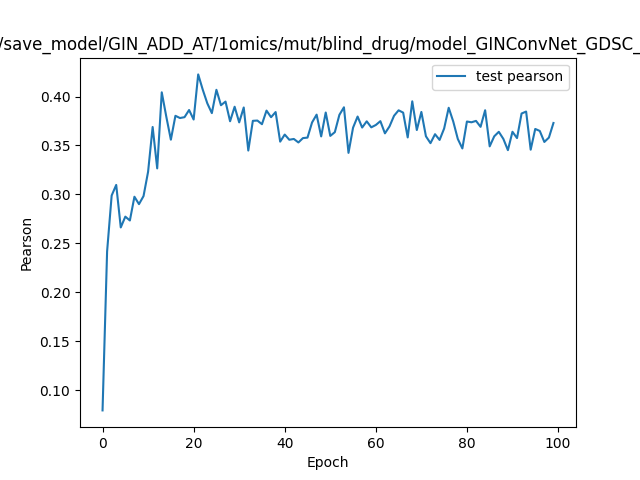 /save_model/GIN_ADD_AT/1omics/mut/blind_drug/model_GINConvNet_GDSC_
test pearson
0.40
0.35
0.30
0.25
0.20
0.15
0.10
Pearson
0 20 40 60 80 100
Epoch